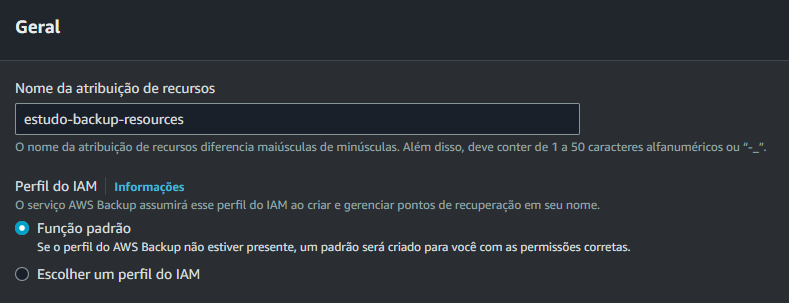 Geral
Nome da atribuição de recursos
estudo-backup-resources
O nome da atribuição de recursos diferencia maiúsculas de minúsculas. Além disso, deve conter de 1 a 50 caracteres alfanuméricos ou “-_”.
Perfil do IAM | Informações
O serviço AWS Backup assumirá esse perfil do IAM ao criar e gerenciar pontos de recuperação em seu nome.
Função padrão
Se o perfil do AWS Backup não estiver presente, um padrão será criado para você com as permissões corretas.
Escolher um perfil do IAM